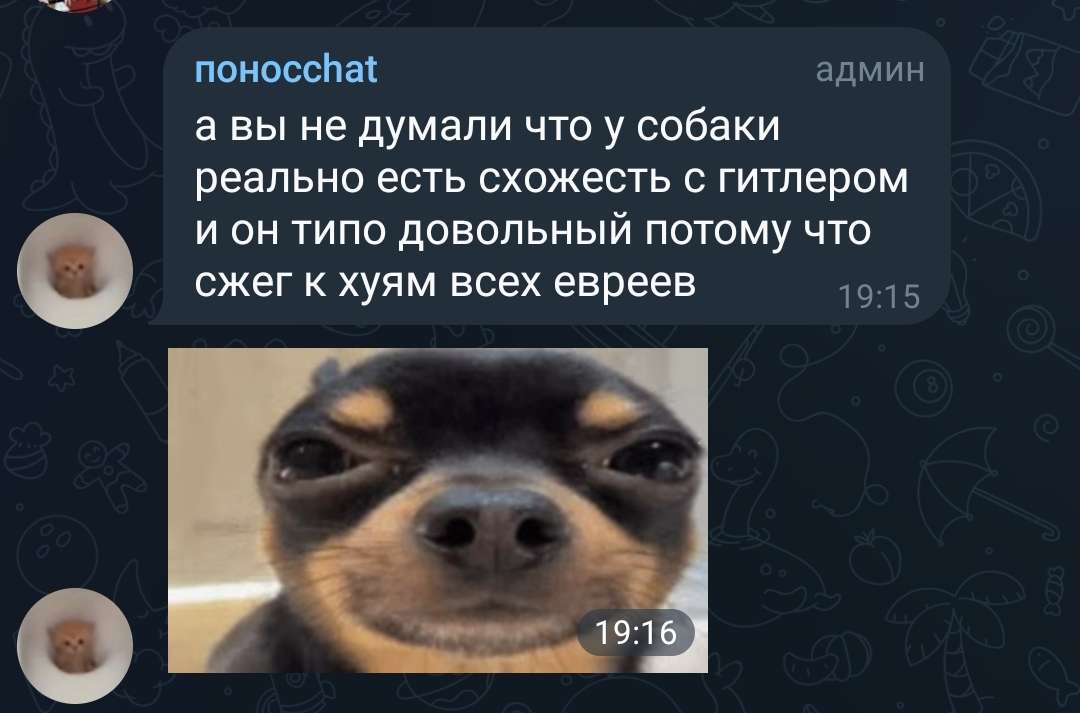 поносchat
админ
а вы не думали что у собаки
реально есть схожесть с гитлером
и он типо довольный потому что
сжег к хуям всех евреев
19:15
19:16